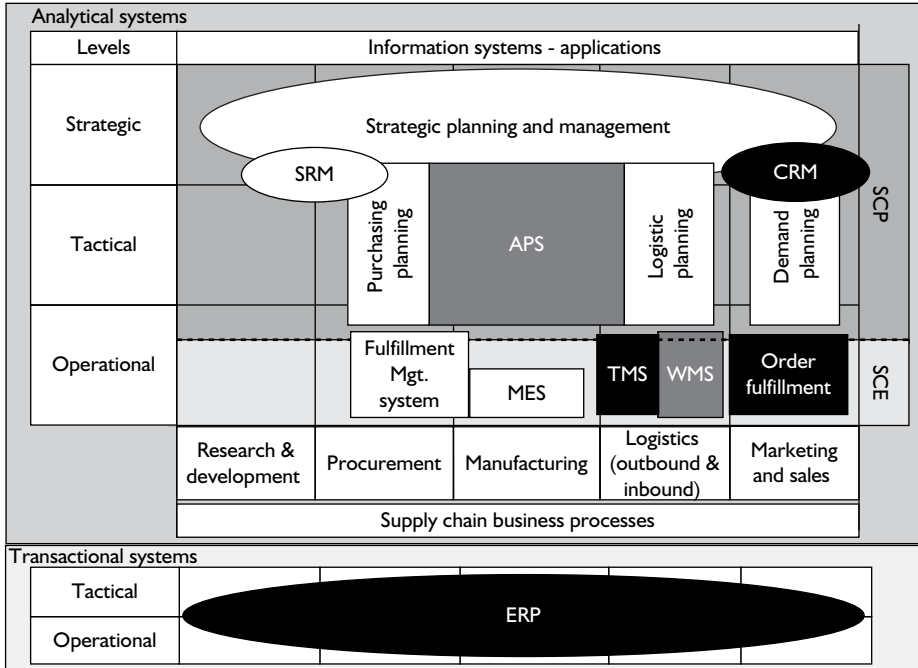 Analytical systems
Levels
Information systems - applications
Strategic
Strategic planning and management
SRM
CRM
SCP
Tactical
Purchasing
planning
APS
Logistic
planning
Demand
planning
Operational
Fulfillment
Mgt.
system
MES
TMS
WMS
Order
fulfillment
SCE
Research &
development
Procurement
Manufacturing
Logistics
(outbound &
inbound)
Marketing
and sales
Supply chain business processes
Transactional systems
Tactical
ERP
Operational